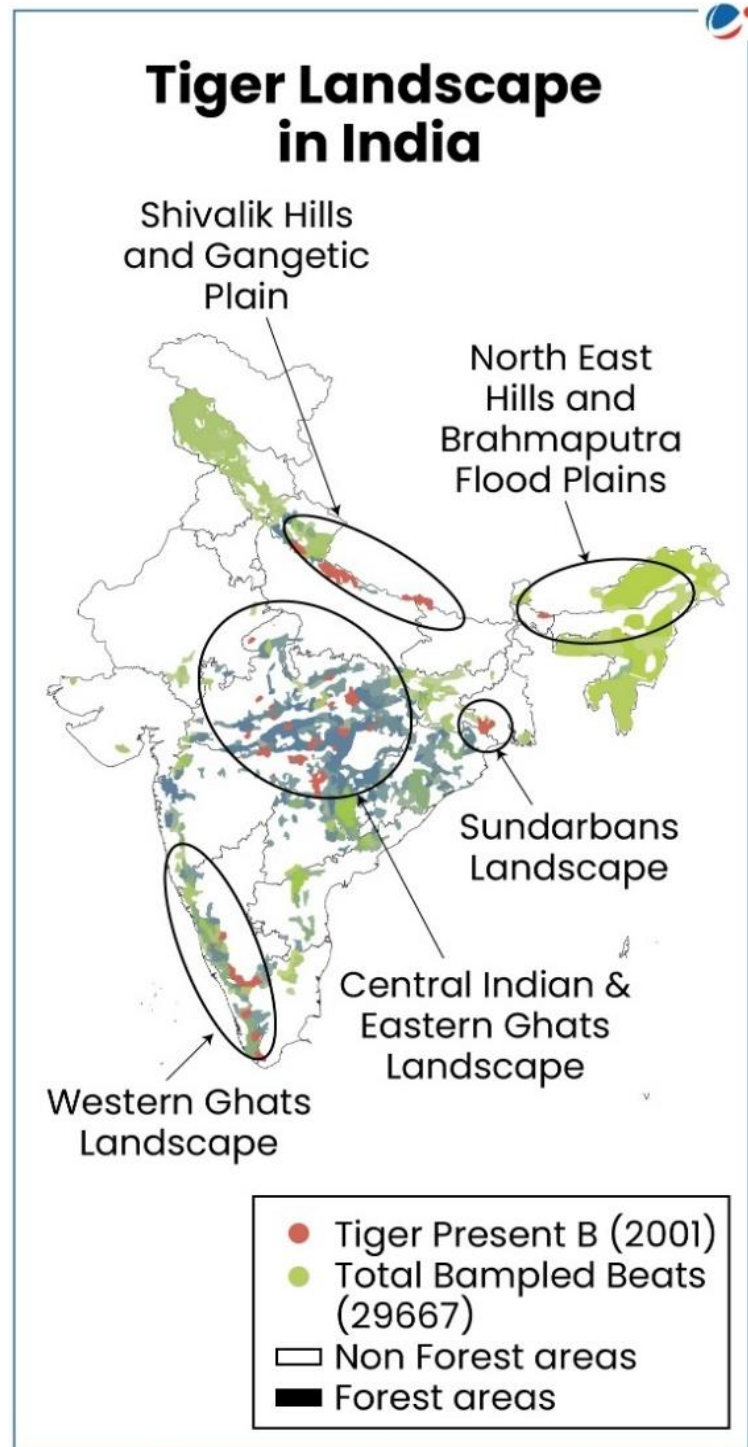 Tiger Landscape
in India
Shivalik Hills
and Gangetic
Plain
North East
Hills and
Brahmaputra
Flood Plains
Sundarbans
Landscape
Central Indian &
Eastern Ghats
Landscape
Western Ghats
Landscape
Tiger Present B (2001)
Total Bampled Beats
(29667)
Non Forest areas
Forest areas